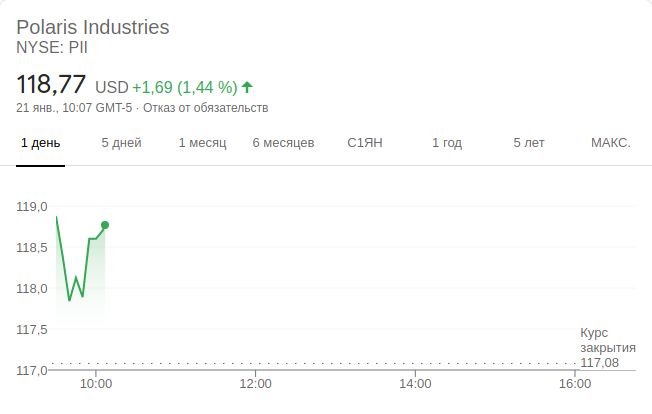 Polaris Industries
NYSE: PII
118,77 USD +1,69 (1,44 %)
21 янв., 10:07 GMT-5 · Отказ от обязательств
1 день 5 дней 1 месяц 6 месяцев С1ЯН 1 год 5 лет МАКС.
119,0
118,5
118,0
117,5
117,0
Курс
закрытия
117,08
10:00 12:00 14:00 16:00